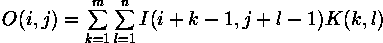 O(i, j) = \sum_{k=1}^{m} \sum_{l=1}^{n} I(i + k - 1, j + l - 1)K(k, l)